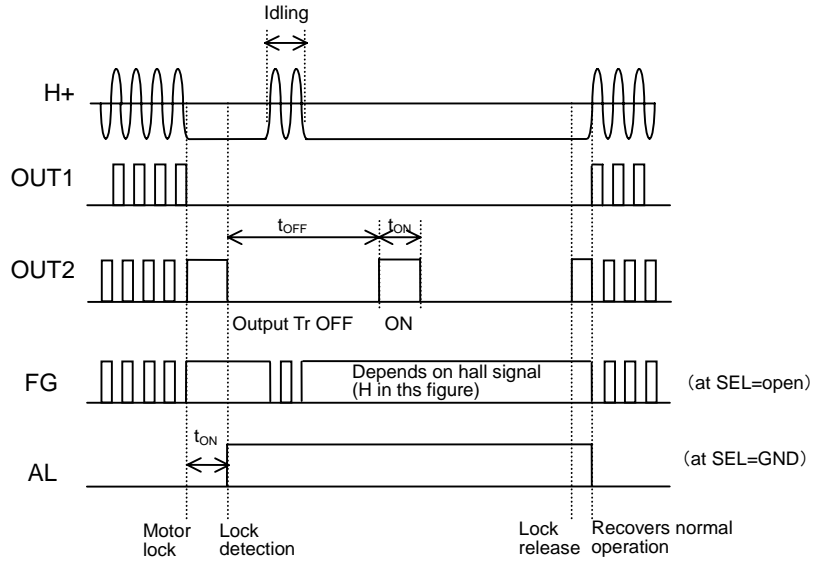 Idling
H+
OUT1
tOFF
tON
OUT2
Output Tr OFF
ON
FG
Depends on hall signal
(H in ths figure)
(at SEL=open)
tON
AL
(at SEL=GND)
Motor
lock
Lock
detection
Lock
release
Recovers normal
operation